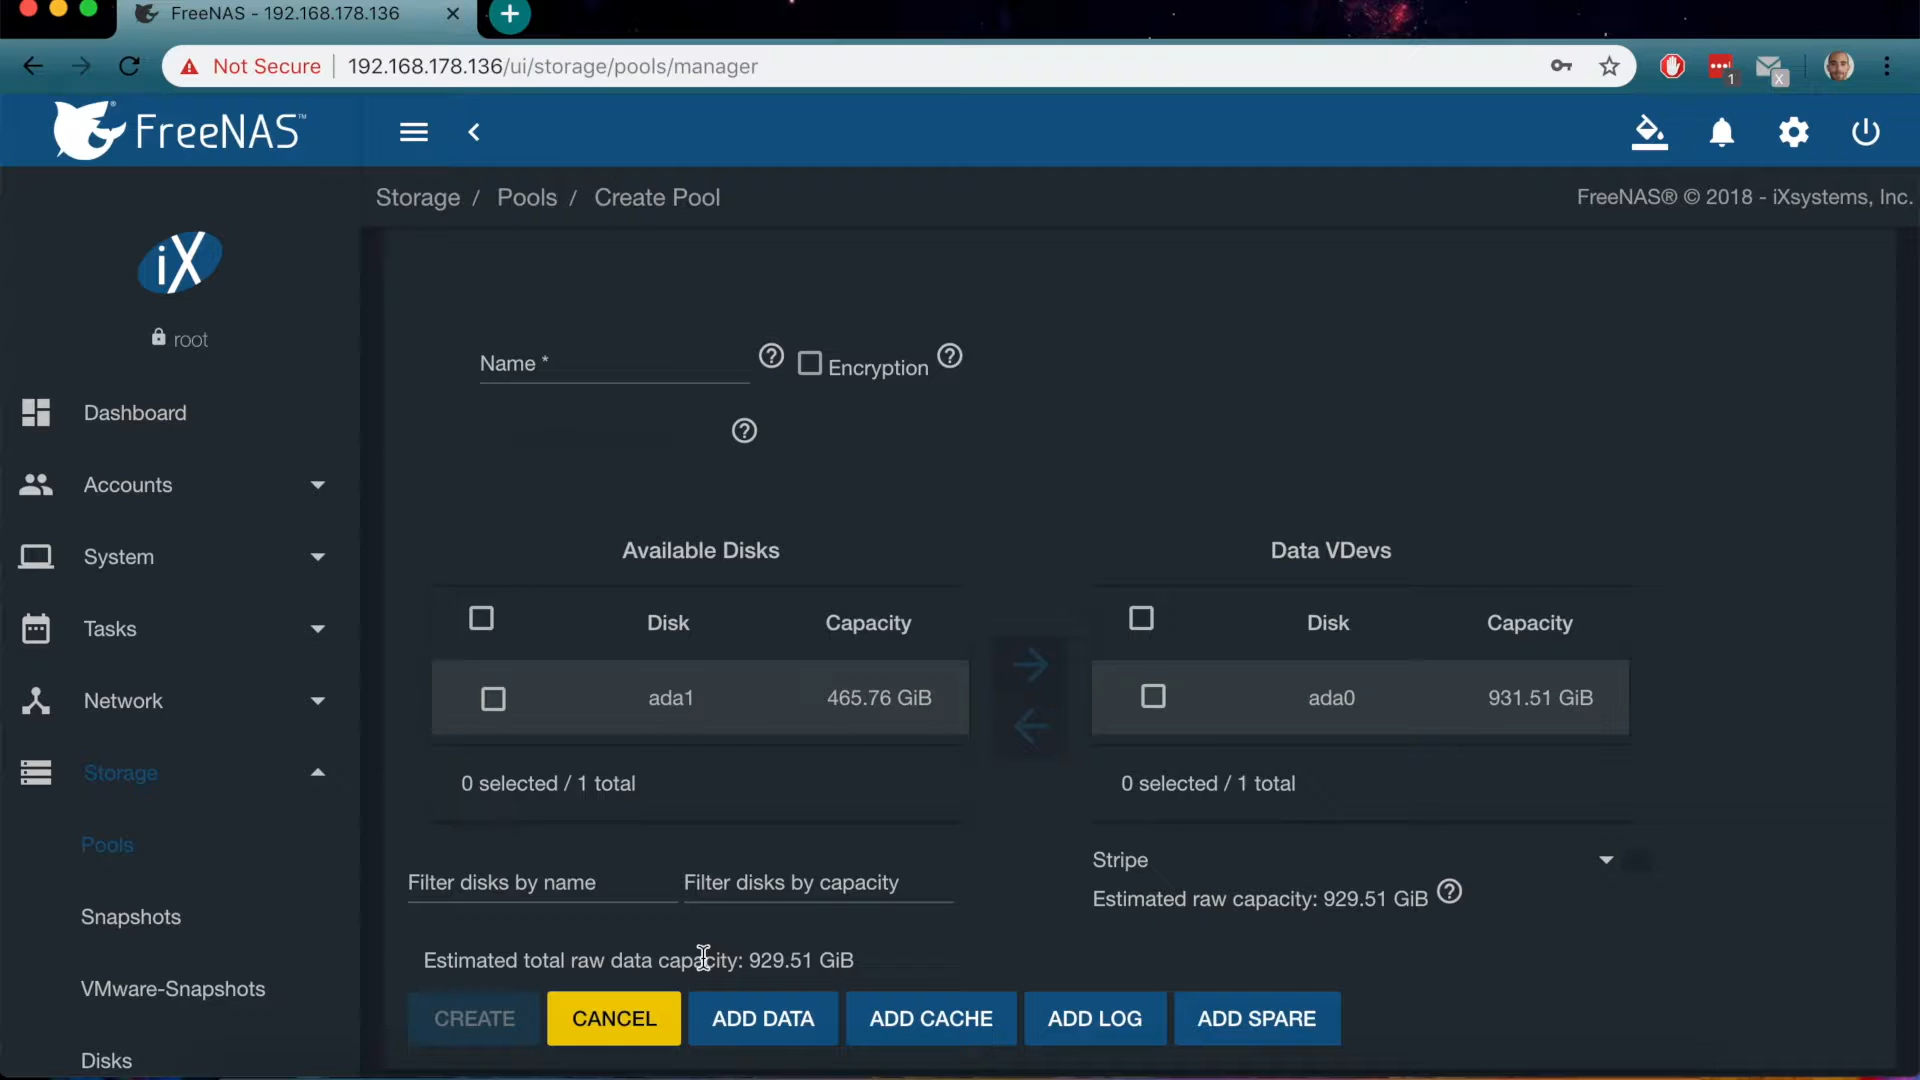 FreeNAS - 192.168.178.136
Not Secure 192.168.178.136/ui/storage/pools/manager
1 X
FreeNAS™
Storage / Pools / Create Pool
FreeNAS® © 2018 - iXsystems, Inc.
iX
root
Dashboard
Accounts
System
Tasks
Network
Storage
Pools
Snapshots
VMware-Snapshots
Disks
Name *
Encryption
Available Disks
Disk Capacity
ada1 465.76 GiB
0 selected / 1 total
Filter disks by name Filter disks by capacity
Data VDevs
Disk Capacity
ada0 931.51 GiB
0 selected / 1 total
Stripe
Estimated raw capacity: 929.51 GiB
Estimated total raw data capacity: 929.51 GiB
CREATE CANCEL ADD DATA ADD CACHE ADD LOG ADD SPARE